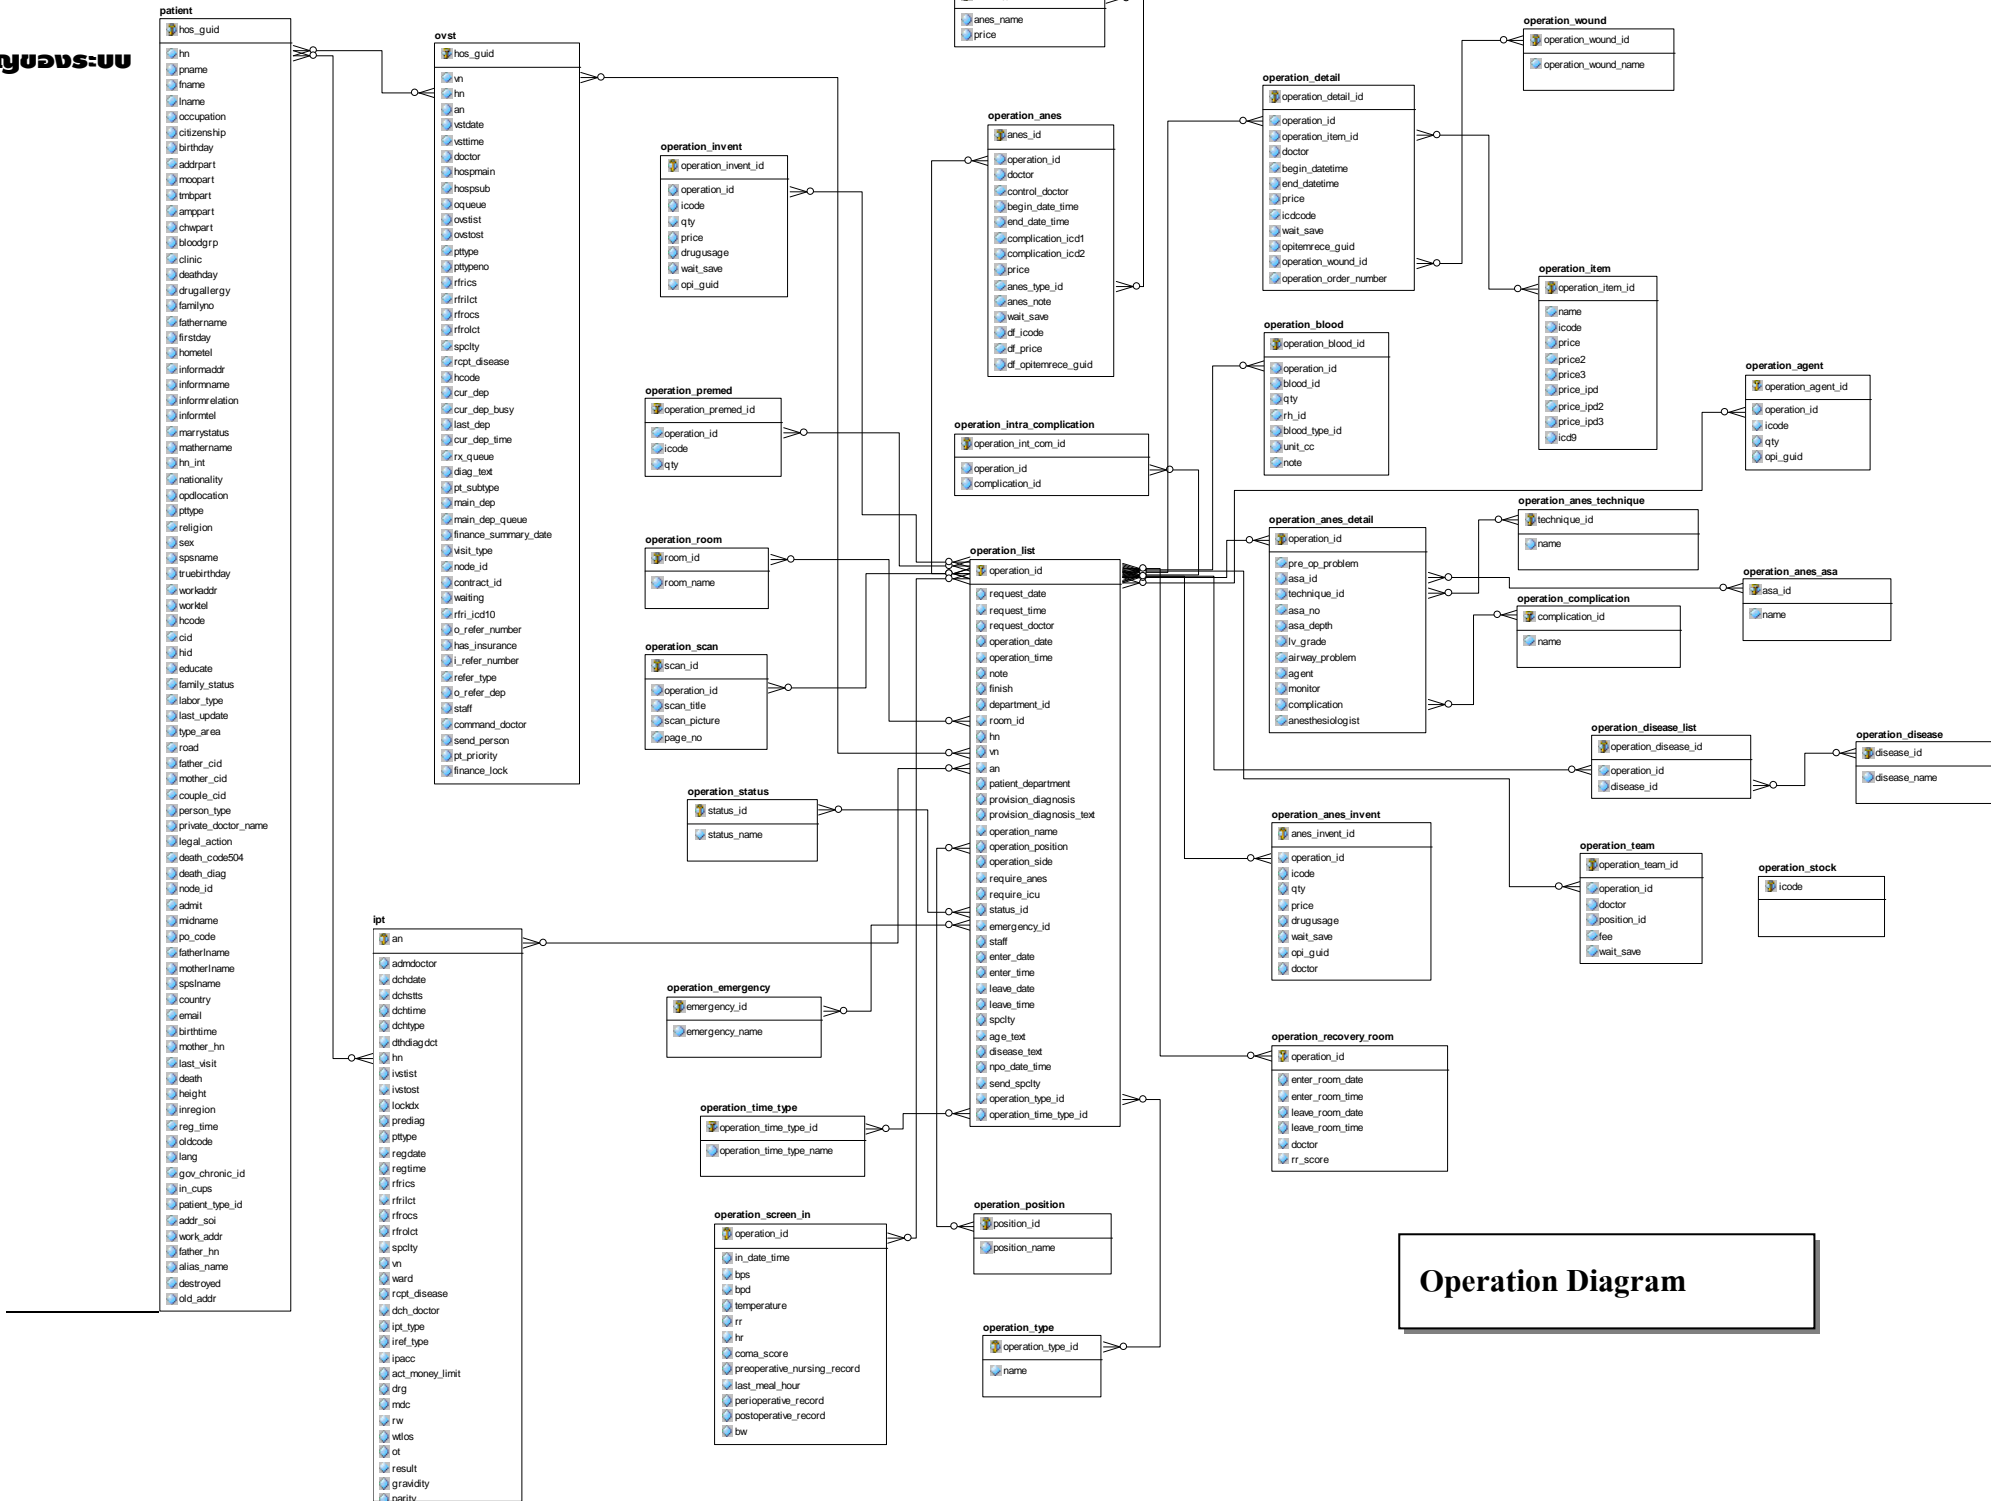 ญของระบบ
patient
hos_guid
hn
pname
fname
lname
occupation
citizenship
birthday
addrpart
moopart
tmbpart
amppart
chwpart
bloodgrp
clinic
deathday
drugallergy
familyno
fathername
firstday
hometel
informaddr
informname
informrelation
informtel
marrystatus
mathername
hn_int
nationality
opdlocation
pttype
religion
sex
spsname
truebirthday
workaddr
worktel
hcode
cid
hid
educate
family_status
labor_type
last_update
type_area
road
father_cid
mother_cid
couple_cid
person_type
private_doctor_name
legal_action
death_code504
death_diag
node_id
admit
midname
po_code
fatherlname
motherlname
spslname
country
email
birthtime
mother_hn
last_visit
death
height
inregion
reg_time
oldcode
lang
gov_chronic_id
in_cups
patient_type_id
addr_soi
work_addr
father_hn
alias_name
destroyed
old_addr
ovst
hos_guid
vn
hn
an
vstdate
vsttime
doctor
hospmain
hospsub
oqueue
ovstist
ovstost
pttype
pttypeno
rfrics
rfrilct
rfrocs
rfrolct
spclty
rcpt_disease
hcode
cur_dep
cur_dep_busy
last_dep
cur_dep_time
rx_queue
diag_text
pt_subtype
main_dep
main_dep_queue
finance_summary_date
visit_type
node_id
contract_id
waiting
rfri_icd10
o_refer_number
has_insurance
i_refer_number
refer_type
o_refer_dep
staff
command_doctor
send_person
pt_priority
finance_lock
ipt
an
admdoctor
dchdate
dchstts
dchtime
dchtype
dthdiagdct
hn
ivstist
ivstost
lockdx
prediag
pttype
regdate
regtime
rfrics
rfrilct
rfrocs
rfrolct
spclty
vn
ward
rcpt_disease
dch_doctor
ipt_type
iref_type
ipacc
act_money_limit
drg
mdc
rw
wtlos
ot
result
gravidity
parity
operation_invent
operation_invent_id
operation_id
icode
qty
price
drugusage
wait_save
opi_guid
operation_premed
operation_premed_id
operation_id
icode
qty
operation_room
room_id
room_name
operation_scan
scan_id
operation_id
scan_title
scan_picture
page_no
operation_status
status_id
status_name
operation_emergency
emergency_id
emergency_name
operation_time_type
operation_time_type_id
operation_time_type_name
operation_screen_in
operation_id
in_date_time
bps
bpd
temperature
rr
hr
coma_score
preoperative_nursing_record
last_meal_hour
perioperative_record
postoperative_record
bw
anes_name
price
operation_anes
anes_id
operation_id
doctor
control_doctor
begin_date_time
end_date_time
complication_icd1
complication_icd2
price
anes_type_id
anes_note
wait_save
df_icode
df_price
df_opitemrece_guid
operation_intra_complication
operation_int_com_id
operation_id
complication_id
operation_list
operation_id
request_date
request_time
request_doctor
operation_date
operation_time
note
finish
department_id
room_id
hn
vn
an
patient_department
provision_diagnosis
provision_diagnosis_text
operation_name
operation_position
operation_side
require_anes
require_icu
status_id
emergency_id
staff
enter_date
enter_time
leave_date
leave_time
spclty
age_text
disease_text
npo_date_time
send_spclty
operation_type_id
operation_time_type_id
operation_position
position_id
position_name
operation_type
operation_type_id
name
operation_detail
operation_detail_id
operation_id
operation_item_id
doctor
begin_datetime
end_datetime
price
icdcode
wait_save
opitemrece_guid
operation_wound_id
operation_order_number
operation_blood
operation_blood_id
operation_id
blood_id
qty
rh_id
blood_type_id
unit_cc
note
operation_anes_detail
operation_id
pre_op_problem
asa_id
technique_id
asa_no
asa_depth
lv_grade
airway_problem
agent
monitor
complication
anesthesiologist
operation_anes_invent
anes_invent_id
operation_id
icode
qty
price
drugusage
wait_save
opi_guid
doctor
operation_recovery_room
operation_id
enter_room_date
enter_room_time
leave_room_date
leave_room_time
doctor
rr_score
operation_wound
operation_wound_id
operation_wound_name
operation_item
operation_item_id
name
icode
price
price2
price3
price_ipd
price_ipd2
price_ipd3
icd9
operation_agent
operation_agent_id
operation_id
icode
qty
opi_guid
operation_anes_technique
technique_id
name
operation_anes_asa
asa_id
name
operation_complication
complication_id
name
operation_disease_list
operation_disease_id
operation_id
disease_id
operation_disease
disease_id
disease_name
operation_team
operation_team_id
operation_id
doctor
position_id
fee
wait_save
operation_stock
icode
Operation Diagram